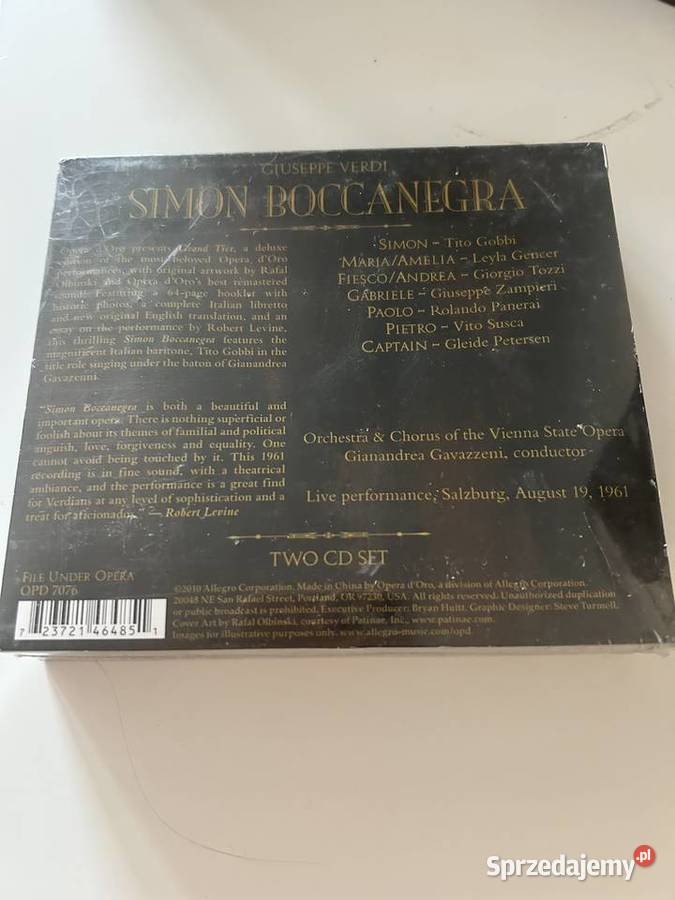 GIUSEPPE VERDI
SIMON BOCCANEGRA
Opera d'Oro presents Grand Tier, a deluxe
edition of the most beloved Opera d'Oro
performances, with original artwork by Rafal
Olbinski and Opera d'Oro's best remastered
sound. Featuring a 64-page booklet with
historic photos, a complete Italian libretto
and new original English translation, and an
essay on the performance by Robert Levine,
this thrilling Simon Boccanegra features the
magnificent Italian baritone, Tito Gobbi in the
title role singing under the baton of Gianandrea
Gavazzeni.
"Simon Boccanegra is both a beautiful and
important opera. There is nothing superficial or
foolish about its themes of familial and political
anguish, love, forgiveness and equality. One
cannot avoid being touched by it. This 1961
recording is in fine sound, with a theatrical
ambiance, and the performance is a great find
for Verdians at any level of sophistication and a
treat for aficionados." — Robert Levine
SIMON – Tito Gobbi
MARIA/AMELIA – Leyla Gencer
FIESCO/ANDREA – Giorgio Tozzi
GABRIELE – Giuseppe Zampieri
PAOLO – Rolando Panerai
PIETRO – Vito Susca
CAPTAIN – Gleide Petersen
Orchestra & Chorus of the Vienna State Opera
Gianandrea Gavazzeni, conductor
Live performance, Salzburg, August 19, 1961
TWO CD SET
FILE UNDER OPERA
OPD 7076
7 23721 46485 1
©2010 Allegro Corporation. Made in China by Opera d'Oro, a division of Allegro Corporation.
20048 NE San Rafael Street, Portland, OR 97230, USA. Unauthorized duplication
or public broadcast is prohibited. Executive Producer: Bryan Huitt. Graphic Designer: Steve Turmell.
Cover Art by Rafal Olbinski, courtesy of Patinae, Inc., www.patinae.com.
Images for illustrative purposes only. www.allegro-music.com/opd.
Sprzedajemy.pl